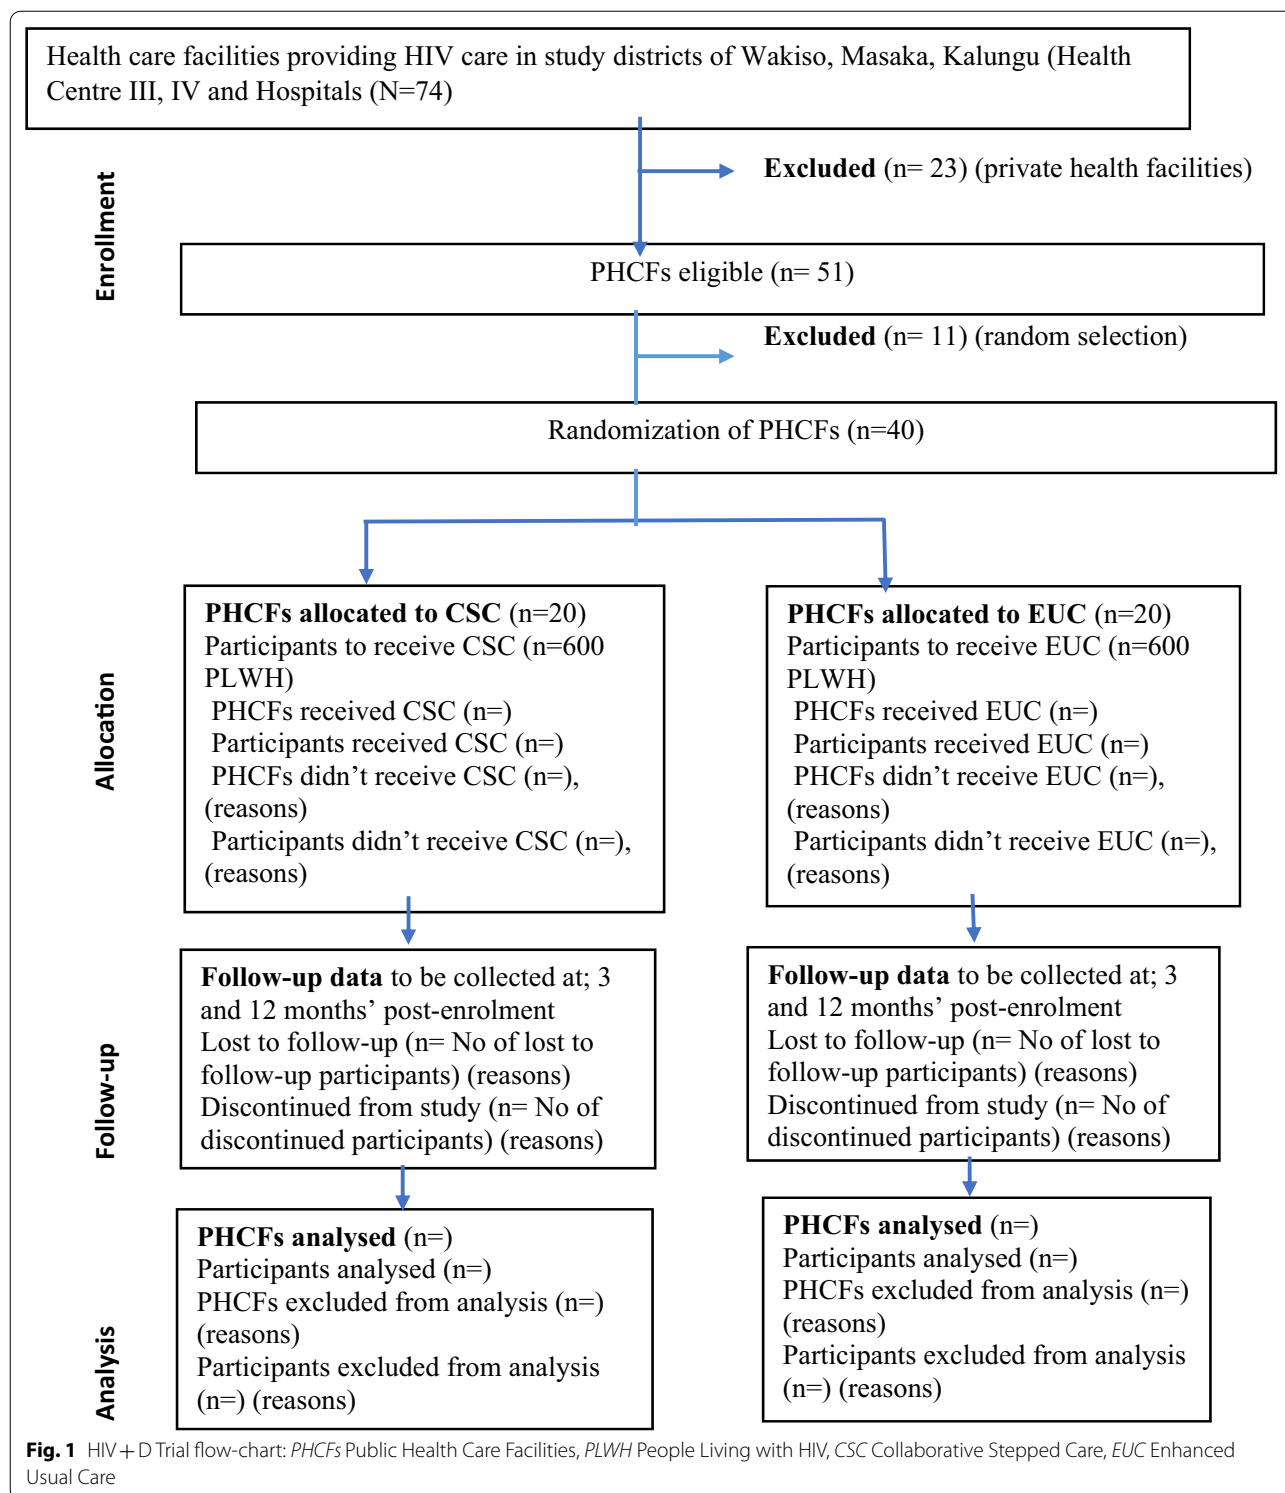 Health care facilities providing HIV care in study districts of Wakiso, Masaka, Kalungu (Health
Centre III, IV and Hospitals (N=74)
Enrollment
Excluded (n= 23) (private health facilities)
PHCFs eligible (n= 51)
Excluded (n= 11) (random selection)
Randomization of PHCFs (n=40)
Allocation
PHCFs allocated to CSC (n=20)
Participants to receive CSC (n=600
PLWH)
PHCFs received CSC (n=)
Participants received CSC (n=)
PHCFs didn't receive CSC (n=),
(reasons)
Participants didn't receive CSC (n=),
(reasons)
PHCFs allocated to EUC (n=20)
Participants to receive EUC (n=600
PLWH)
PHCFs received EUC (n=)
Participants received EUC (n=)
PHCFs didn't receive EUC (n=),
(reasons)
Participants didn't receive EUC (n=),
(reasons)
Follow-up
Follow-up data to be collected at; 3
and 12 months' post-enrolment
Lost to follow-up (n= No of lost to
follow-up participants) (reasons)
Discontinued from study (n= No of
discontinued participants) (reasons)
Follow-up data to be collected at; 3
and 12 months' post-enrolment
Lost to follow-up (n= No of lost to
follow-up participants) (reasons)
Discontinued from study (n= No of
discontinued participants) (reasons)
Analysis
PHCFs analysed (n=)
Participants analysed (n=)
PHCFs excluded from analysis (n=)
(reasons)
Participants excluded from analysis
(n=) (reasons)
PHCFs analysed (n=)
Participants analysed (n=)
PHCFs excluded from analysis (n=)
(reasons)
Participants excluded from analysis
(n=) (reasons)
Fig. 1 HIV + D Trial flow-chart: PHCFs Public Health Care Facilities, PLWH People Living with HIV, CSC Collaborative Stepped Care, EUC Enhanced
Usual Care